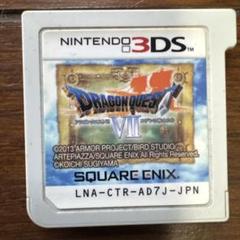 NINTENDO 3DS
DRAGON QUEST
VII
©2013 ARMOR PROJECT/BIRD STUDIO/
ARTEPIAZZA/SQUARE ENIX All Rights Reserved.
©KOICHI SUGIYAMA
SQUARE ENIX
LNA-CTR-AD7J-JPN